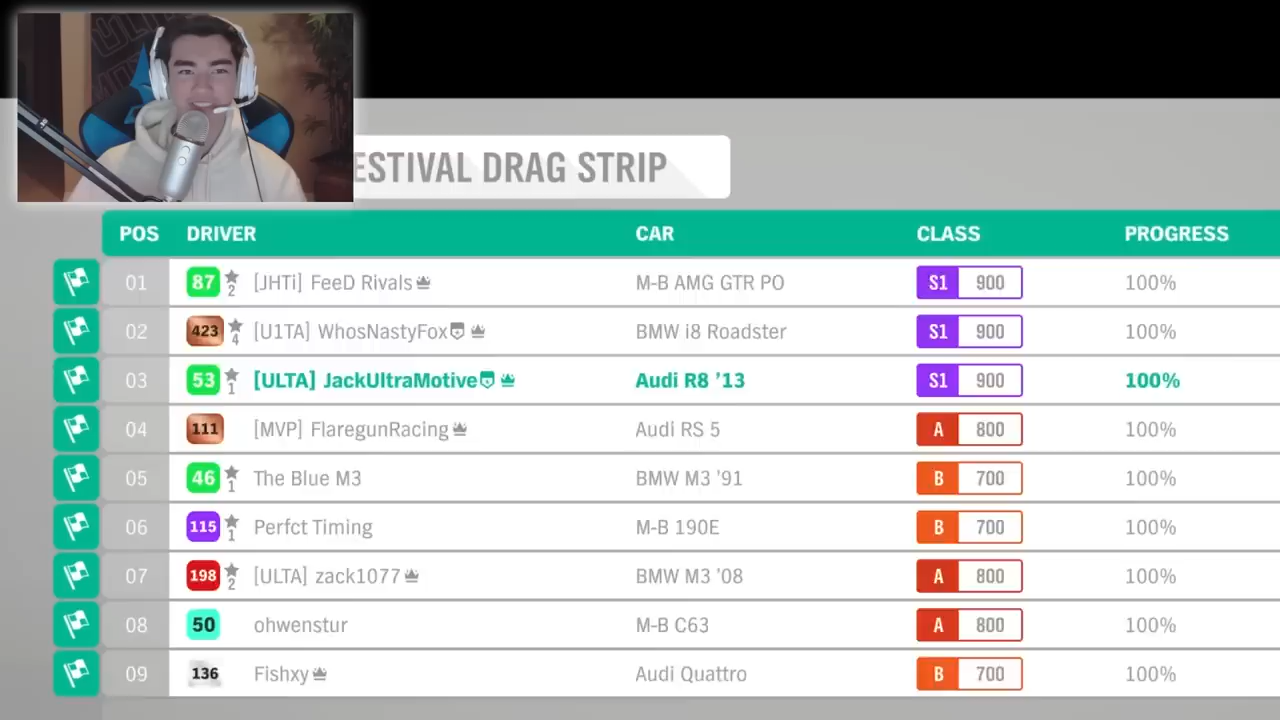 ESTIVAL DRAG STRIP
POS DRIVER CAR CLASS PROGRESS
01 87 2 [JHTi] FeeD Rivals M-B AMG GTR PO S1 900 100%
02 423 4 [U1TA] WhosNastyFox BMW i8 Roadster S1 900 100%
03 53 1 [ULTA] JackUltraMotive Audi R8 '13 S1 900 100%
04 111 [MVP] FlaregunRacing Audi RS 5 A 800 100%
05 46 1 The Blue M3 BMW M3 '91 B 700 100%
06 115 1 Perfct Timing M-B 190E B 700 100%
07 198 2 [ULTA] zack1077 BMW M3 '08 A 800 100%
08 50 ohwenstur M-B C63 A 800 100%
09 136 Fishxy Audi Quattro B 700 100%